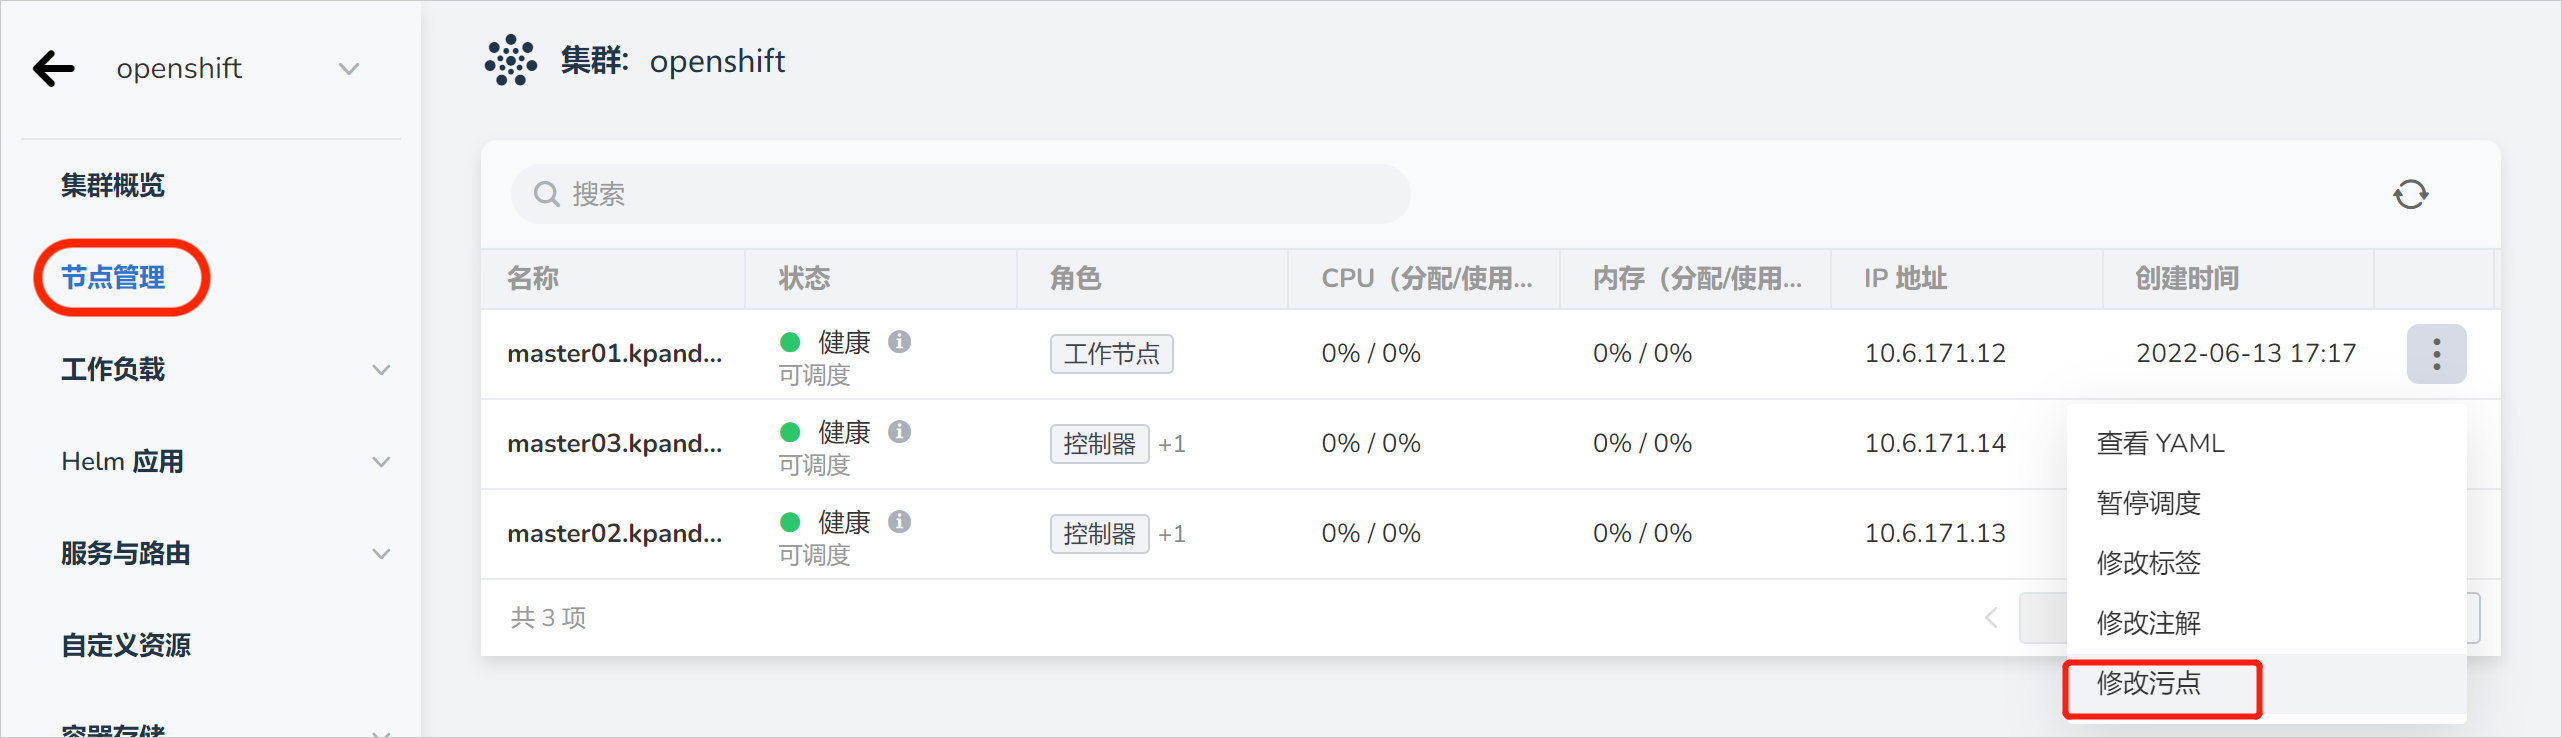 openshift
集群概览
节点管理
工作负载
Helm 应用
服务与路由
自定义资源
容器存储
集群: openshift
搜索
名称 状态 角色 CPU（分配/使用... 内存（分配/使用... IP 地址 创建时间
master01.kpand... 健康 可调度 工作节点 0% / 0% 0% / 0% 10.6.171.12 2022-06-13 17:17
master03.kpand... 健康 可调度 控制器 +1 0% / 0% 0% / 0% 10.6.171.14
master02.kpand... 健康 可调度 控制器 +1 0% / 0% 0% / 0% 10.6.171.13
共 3 项
查看 YAML
暂停调度
修改标签
修改注解
修改污点